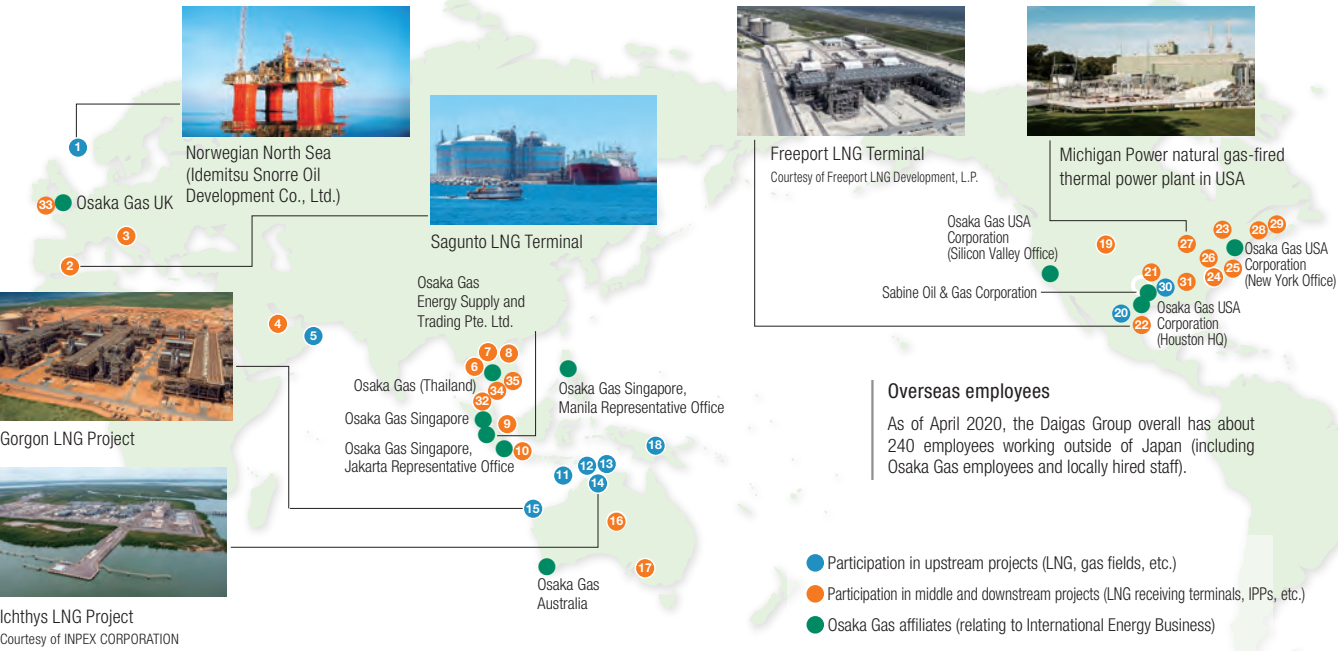 Norwegian North Sea
(Idemitsu Snorre Oil
Development Co., Ltd.)
1
33
Osaka Gas UK
3
2
Sagunto LNG Terminal
Freeport LNG Terminal
Courtesy of Freeport LNG Development, L.P.
Michigan Power natural gas-fired
thermal power plant in USA
Osaka Gas USA
Corporation
(Silicon Valley Office)
19
27
23
28
29
26
Osaka Gas USA
Corporation
(New York Office)
25
24
21
31
30
Sabine Oil & Gas Corporation
20
22
Osaka Gas USA
Corporation
(Houston HQ)
Gorgon LNG Project
4
5
Osaka Gas
Energy Supply and
Trading Pte. Ltd.
7
8
6
35
Osaka Gas (Thailand)
34
32
Osaka Gas Singapore
9
Osaka Gas Singapore,
Jakarta Representative Office
10
Osaka Gas Singapore,
Manila Representative Office
18
11
12
13
14
15
16
17
Osaka Gas
Australia
Ichthys LNG Project
Courtesy of INPEX CORPORATION
Overseas employees
As of April 2020, the Daigas Group overall has about
240 employees working outside of Japan (including
Osaka Gas employees and locally hired staff).
Participation in upstream projects (LNG, gas fields, etc.)
Participation in middle and downstream projects (LNG receiving terminals, IPPs, etc.)
Osaka Gas affiliates (relating to International Energy Business)